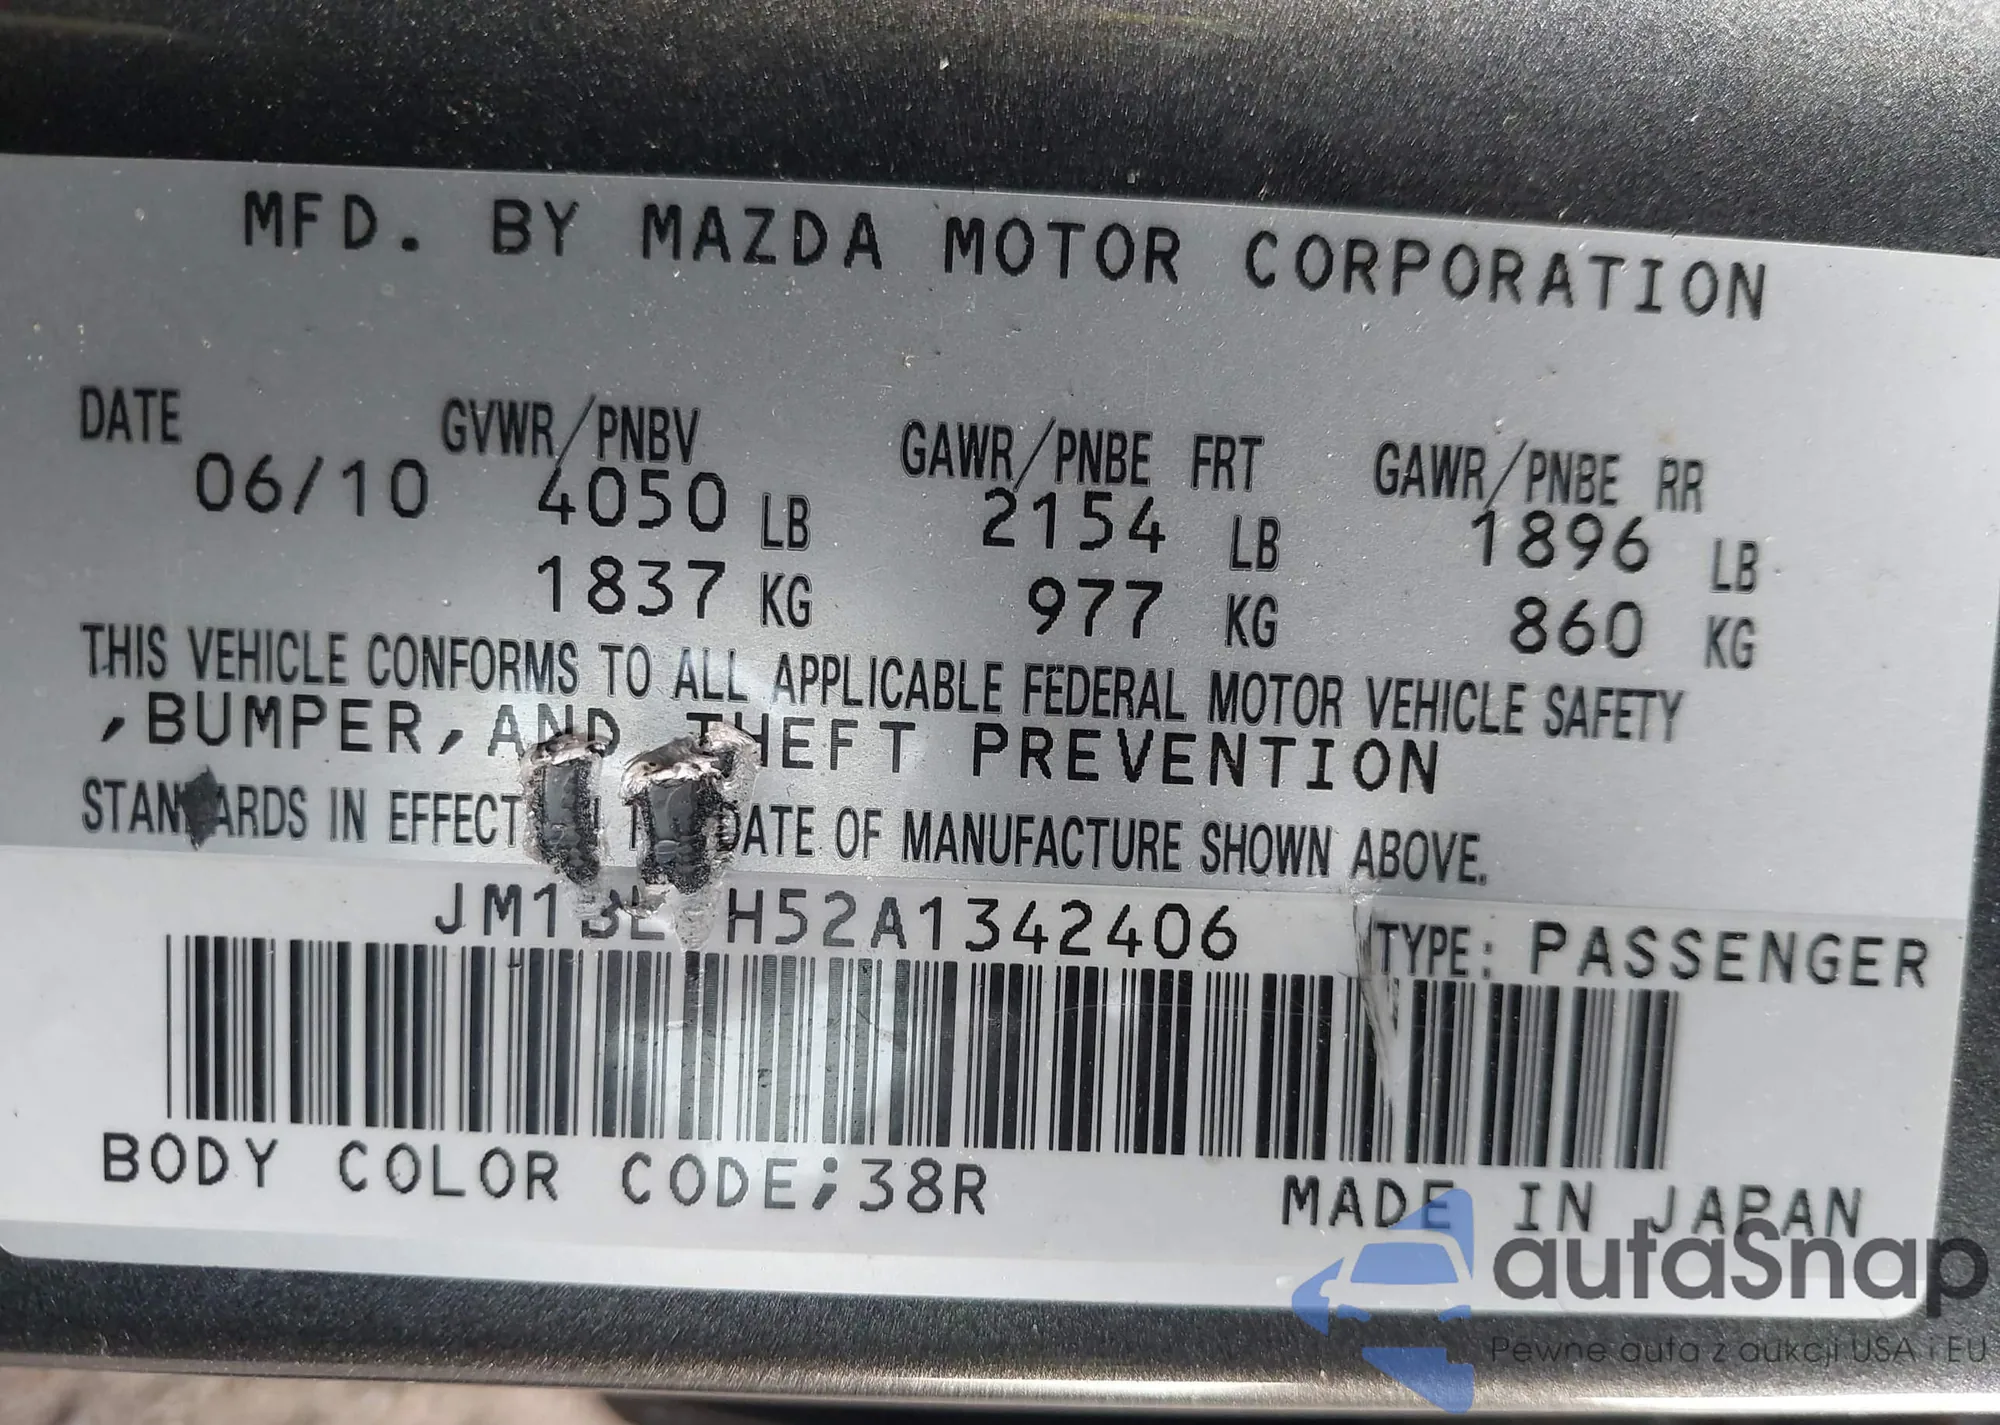 MFD. BY MAZDA MOTOR CORPORATION
DATE GVWR/PNBV GAWR/PNBE FRT GAWR/PNBE RR
06/10 4050 LB 2154 LB 1896 LB
1837 KG 977 KG 860 KG
THIS VEHICLE CONFORMS TO ALL APPLICABLE FEDERAL MOTOR VEHICLE SAFETY
,BUMPER,AND THEFT PREVENTION
STANDARDS IN EFFECT DATE OF MANUFACTURE SHOWN ABOVE.
TYPE: PASSENGER
BODY COLOR CODE;38R
MADE IN JAPAN
autaSnap
Pewne auta z aukcji USA i EU